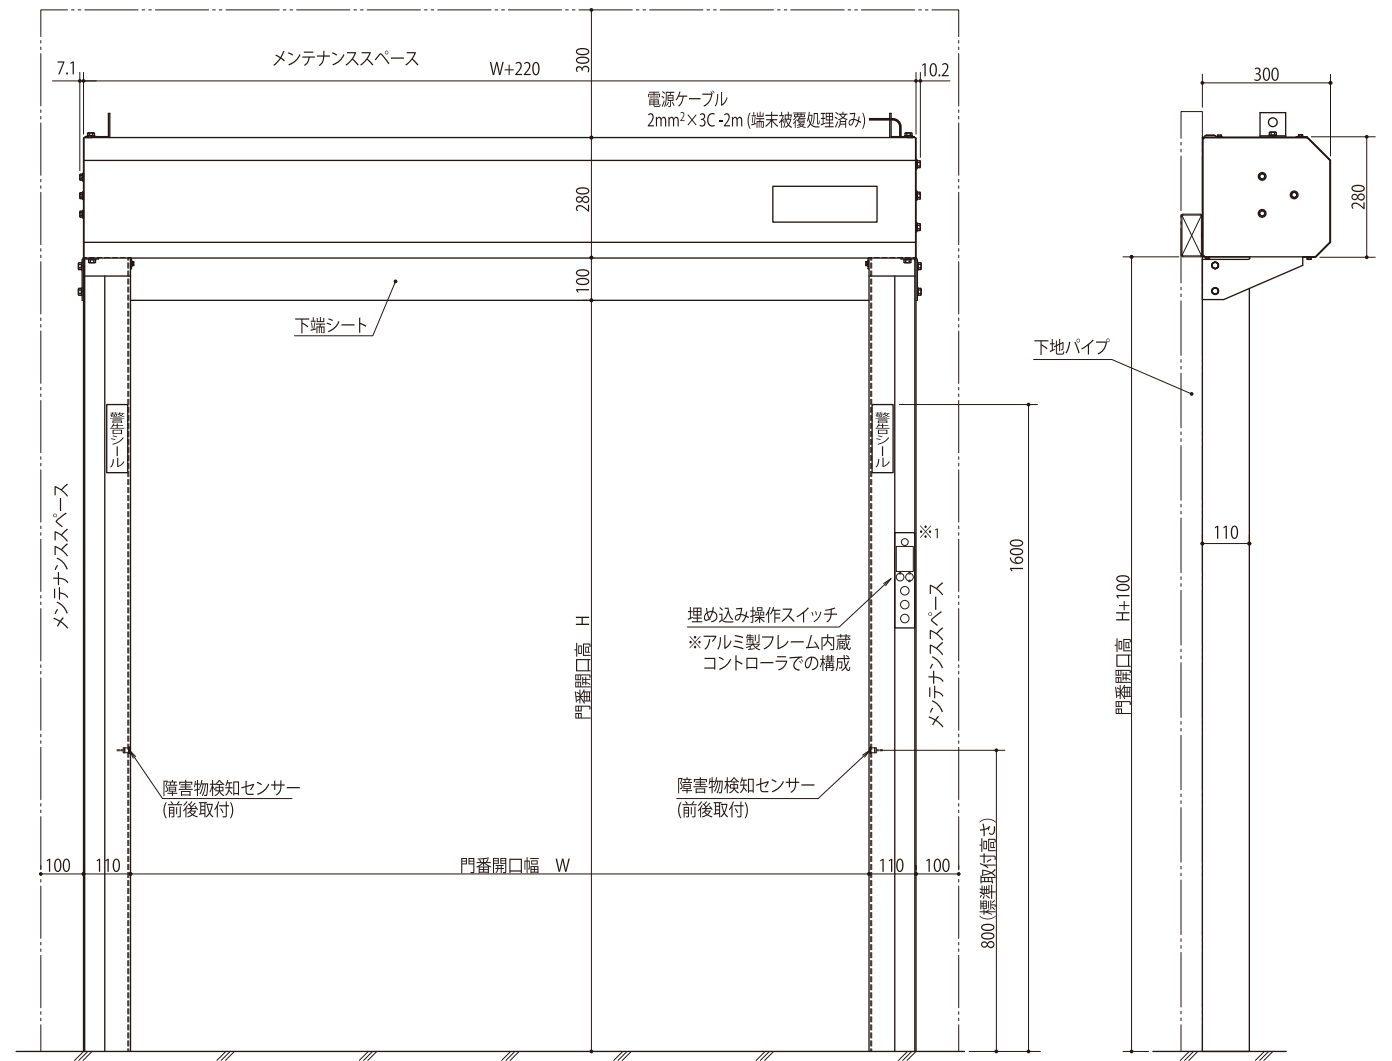 メンテナンススペース
7.1
W+220
300
10.2
電源ケーブル
2mm²×3C-2m (端末被覆処理済み)
280
100
下端シート
警告シール
警告シール
メンテナンススペース
※1
埋め込み操作スイッチ
※アルミ製フレーム内蔵
コントローラでの構成
メンテナンススペース
門番開口高 H
1600
障害物検知センサー
(前後取付)
障害物検知センサー
(前後取付)
800 (標準取付高さ)
100
110
門番開口幅 W
110
100
300
280
下地パイプ
110
門番開口高 H+100